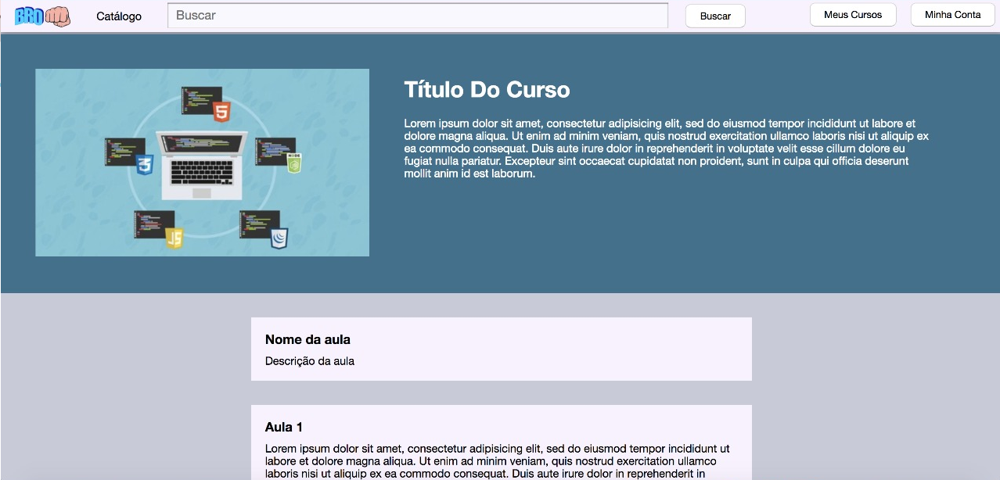 BRO
Catálogo
Buscar
Buscar
Meus Cursos
Minha Conta
5
3
NODE
JS
Título Do Curso
Lorem ipsum dolor sit amet, consectetur adipisicing elit, sed do eiusmod tempor incididunt ut labore et
dolore magna aliqua. Ut enim ad minim veniam, quis nostrud exercitation ullamco laboris nisi ut aliquip ex
ea commodo consequat. Duis aute irure dolor in reprehenderit in voluptate velit esse cillum dolore eu
fugiat nulla pariatur. Excepteur sint occaecat cupidatat non proident, sunt in culpa qui officia deserunt
mollit anim id est laborum.
Nome da aula
Descrição da aula
Aula 1
Lorem ipsum dolor sit amet, consectetur adipisicing elit, sed do eiusmod tempor incididunt ut
labore et dolore magna aliqua. Ut enim ad minim veniam, quis nostrud exercitation ullamco
laboris nisi ut aliquip ex ea commodo consequat. Duis aute irure dolor in reprehenderit in